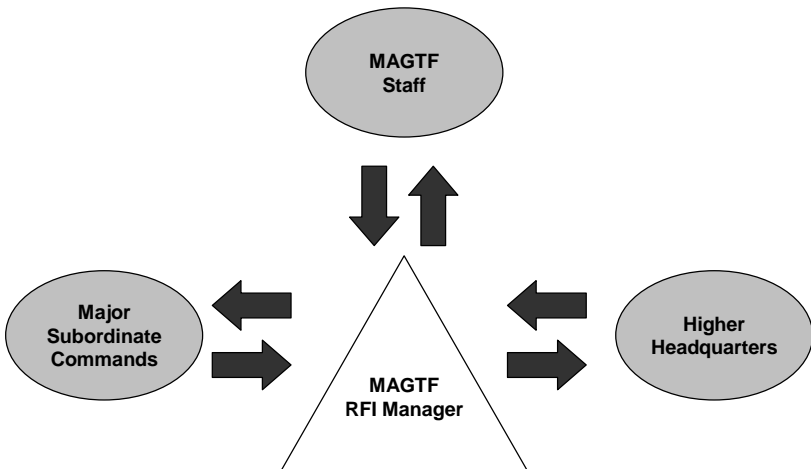 MAGTF
Staff
Major
Subordinate
Commands
Higher
Headquarters
MAGTF
RFI Manager